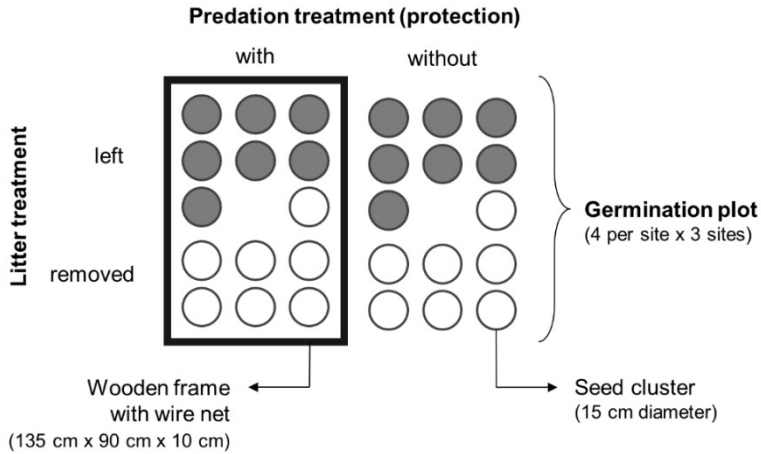 Predation treatment (protection)
with
without
Litter treatment
left
removed
Germination plot
(4 per site x 3 sites)
Wooden frame
with wire net
(135 cm x 90 cm x 10 cm)
Seed cluster
(15 cm diameter)